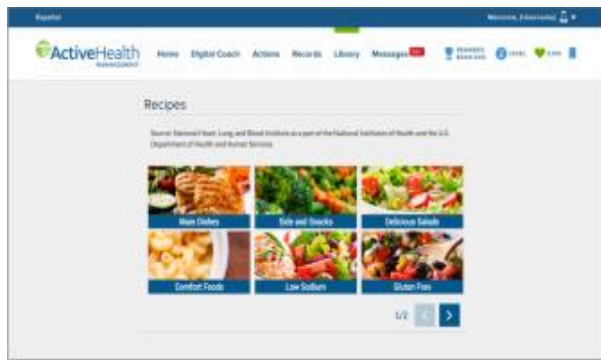 Español
Welcome, [Username]
ActiveHealth
MANAGEMENT
Home Digital Coach Actions Records Library Messages
REWARDS
LEVEL
Recipes
Source: National Heart, Lung, and Blood Institute as a part of the National Institutes of Health and the U.S.
Department of Health and Human Services
Main Dishes
Side and Snacks
Delicious Salads
Comfort Foods
Low Sodium
Gluten Free
1/2